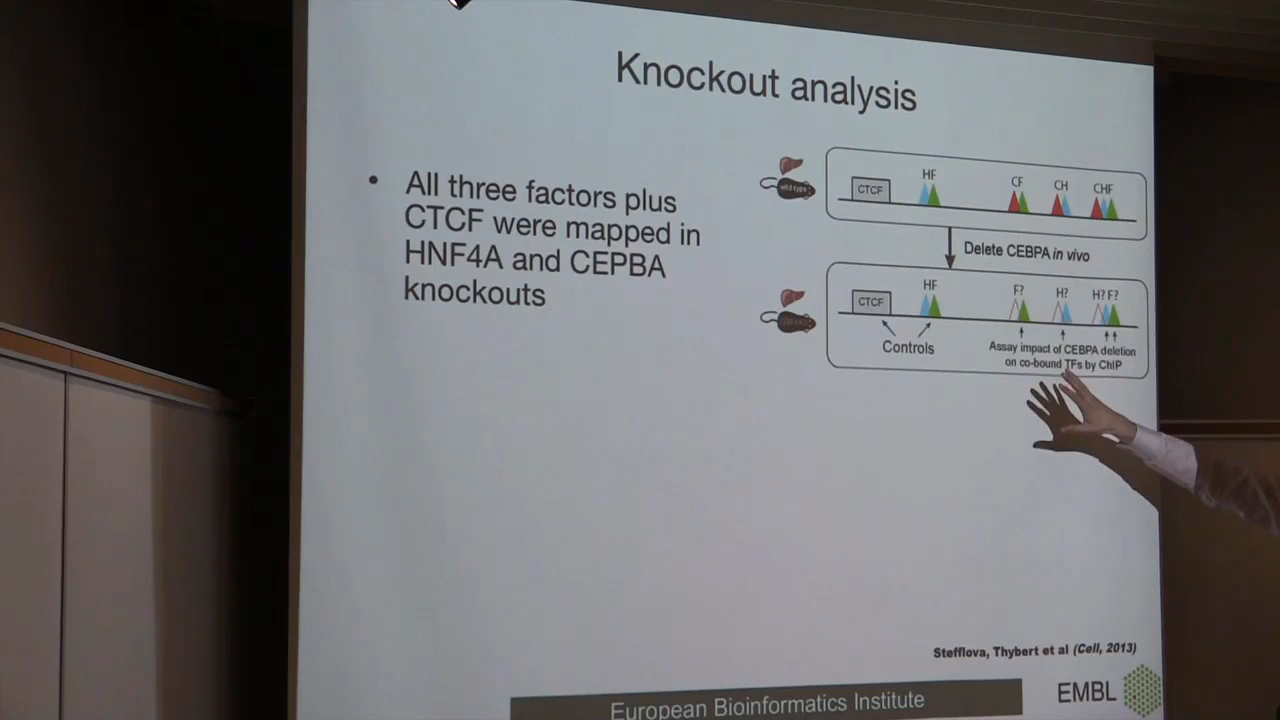 Knockout analysis
• All three factors plus
CTCF were mapped in
HNF4A and CEPBA
knockouts
wild type
CTCF
HF
CF
CH
CHF
Delete CEBPA in vivo
CTCF
HF
F?
H?
H? F?
Controls
Assay impact of CEBPA deletion
on co-bound TFs by ChIP
Stefflova, Thybert et al (Cell, 2013)
European Bioinformatics Institute
EMBL